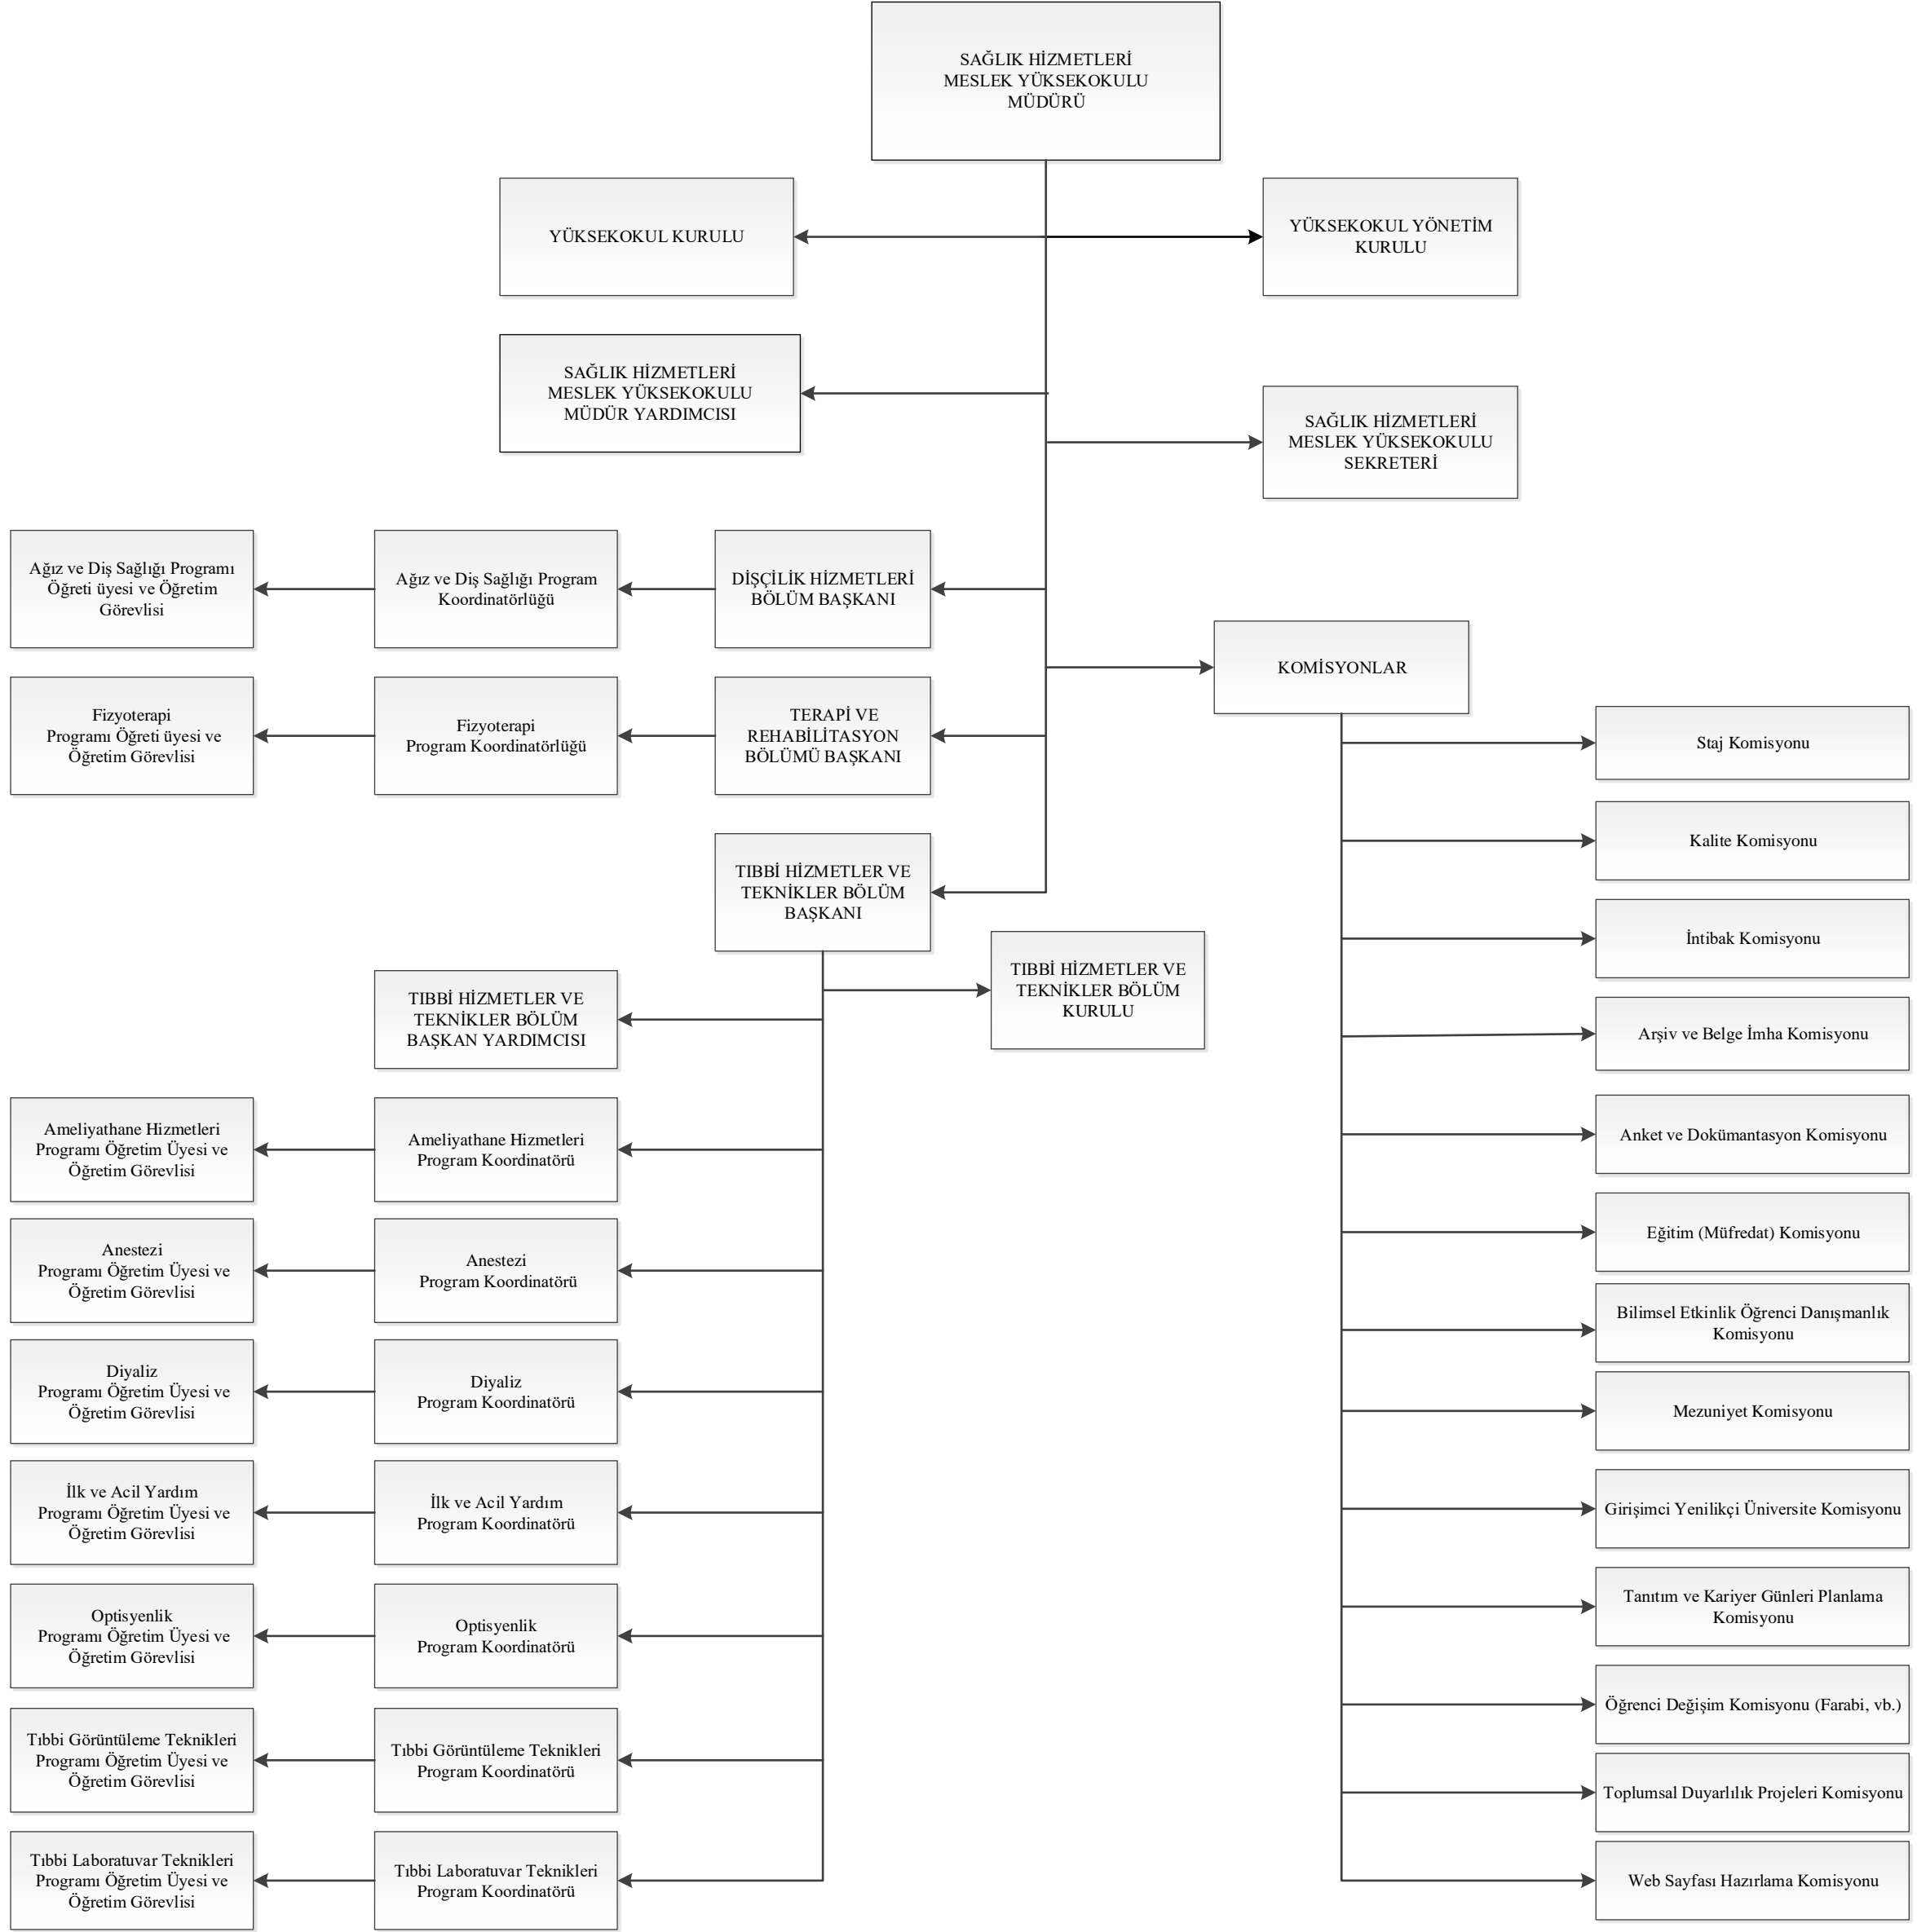 SAĞLIK HİZMETLERİ
MESLEK YÜKSEKOKULU
MÜDÜRÜ
YÜKSEKOKUL KURULU
YÜKSEKOKUL YÖNETİM
KURULU
SAĞLIK HİZMETLERİ
MESLEK YÜKSEKOKULU
MÜDÜR YARDIMCISI
SAĞLIK HİZMETLERİ
MESLEK YÜKSEKOKULU
SEKRETERİ
Ağız ve Diş Sağlığı Programı
Öğreti üyesi ve Öğretim
Görevlisi
Ağız ve Diş Sağlığı Program
Koordinatörlüğü
DİŞÇİLİK HİZMETLERİ
BÖLÜM BAŞKANI
KOMİSYONLAR
Fizyoterapi
Programı Öğreti üyesi ve
Öğretim Görevlisi
Fizyoterapi
Program Koordinatörlüğü
TERAPİ VE
REHABİLİTASYON
BÖLÜMÜ BAŞKANI
TIBBİ HİZMETLER VE
TEKNİKLER BÖLÜM
BAŞKANI
TIBBİ HİZMETLER VE
TEKNİKLER BÖLÜM
KURULU
TIBBİ HİZMETLER VE
TEKNİKLER BÖLÜM
BAŞKAN YARDIMCISI
Ameliyathane Hizmetleri
Programı Öğretim Üyesi ve
Öğretim Görevlisi
Ameliyathane Hizmetleri
Program Koordinatörü
Anestezi
Programı Öğretim Üyesi ve
Öğretim Görevlisi
Anestezi
Program Koordinatörü
Diyaliz
Programı Öğretim Üyesi ve
Öğretim Görevlisi
Diyaliz
Program Koordinatörü
İlk ve Acil Yardım
Programı Öğretim Üyesi ve
Öğretim Görevlisi
İlk ve Acil Yardım
Program Koordinatörü
Optisyenlik
Programı Öğretim Üyesi ve
Öğretim Görevlisi
Optisyenlik
Program Koordinatörü
Tıbbi Görüntüleme Teknikleri
Programı Öğretim Üyesi ve
Öğretim Görevlisi
Tıbbi Görüntüleme Teknikleri
Program Koordinatörü
Tıbbi Laboratuvar Teknikleri
Programı Öğretim Üyesi ve
Öğretim Görevlisi
Tıbbi Laboratuvar Teknikleri
Program Koordinatörü
Staj Komisyonu
Kalite Komisyonu
İntibak Komisyonu
Arşiv ve Belge İmha Komisyonu
Anket ve Dokümantasyon Komisyonu
Eğitim (Müfredat) Komisyonu
Bilimsel Etkinlik Öğrenci Danışmanlık
Komisyonu
Mezuniyet Komisyonu
Girişimci Yenilikçi Üniversite Komisyonu
Tanıtım ve Kariyer Günleri Planlama
Komisyonu
Öğrenci Değişim Komisyonu (Farabi, vb.)
Toplumsal Duyarlılık Projeleri Komisyonu
Web Sayfası Hazırlama Komisyonu